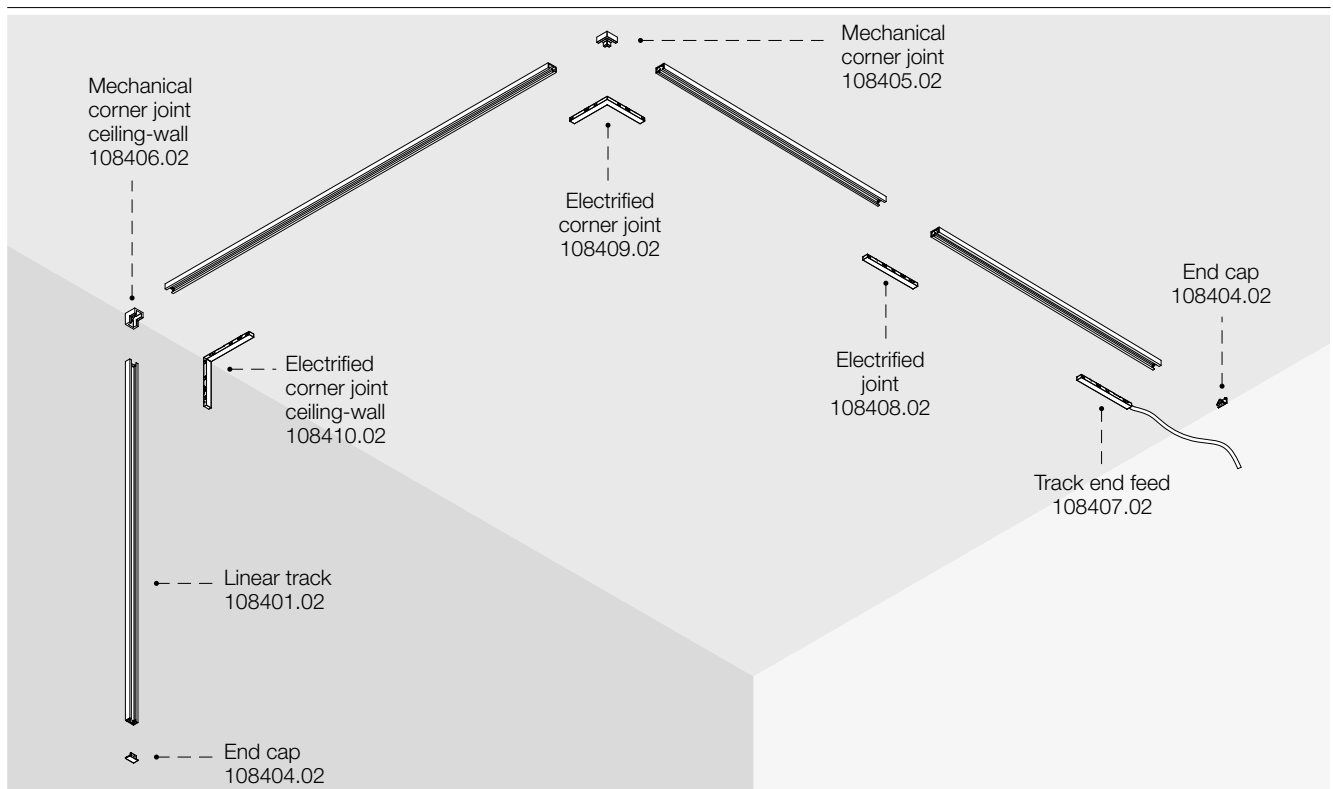 Mechanical
corner joint
108405.02
Mechanical
corner joint
ceiling-wall
108406.02
Electrified
corner joint
108409.02
End cap
108404.02
Electrified
corner joint
ceiling-wall
108410.02
Electrified
joint
108408.02
Track end feed
108407.02
Linear track
108401.02
End cap
108404.02